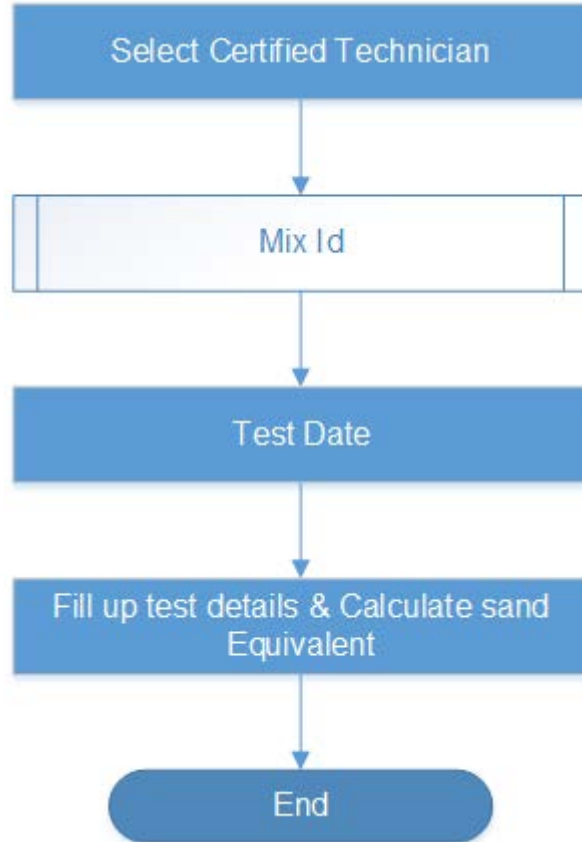 Select Certified Technician
Mix Id
Test Date
Fill up test details & Calculate sand
Equivalent
End